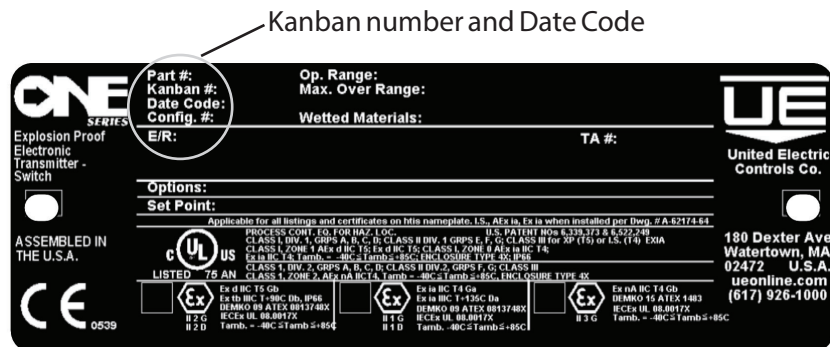 Kanban number and Date Code
ONE
SERIES
Explosion Proof
Electronic
Transmitter -
Switch
ASSEMBLED IN
THE U.S.A.
CE 0539
Part #:
Kanban #:
Date Code:
Config. #:
E/R:
Op. Range:
Max. Over Range:
Wetted Materials:
TA #:
Options:
Set Point:
Applicable for all listings and certificates on htis nameplate. I.S., AEx ia, Ex ia when installed per Dwg. # A-62174-64
c UL US
LISTED 75 AN
PROCESS CONT. EQ. FOR HAZ. LOC. U.S. PATENT NOs 6,339,373 & 6,522,249
CLASS I, DIV. 1, GRPS A, B, C, D; CLASS II DIV. 1 GRPS E, F, G; CLASS III for XP (T5) or I.S. (T4) EXIA
CLASS I, ZONE 1 AEx d IIC T5; Ex d IIC T5; CLASS I, ZONE 0 AEx ia IIC T4;
Ex ia IIC T4; Tamb. = -40C≤Tamb≤+85C; ENCLOSURE TYPE 4X; IP66
CLASS 1, DIV. 2, GRPS A, B, C, D; CLASS II DIV.2, GRPS F, G; CLASS III
CLASS 1, ZONE 2, AEx nA IIC T4, Tamb. = -40C≤Tamb≤+85C, ENCLOSURE TYPE 4X
Ex
II 2 G
II 2 D
Ex d IIC T5 Gb
Ex tb IIIC T+90C Db, IP66
DEMKO 09 ATEX 0813748X
IECEx UL 08.0017X
Tamb. = -40C≤Tamb≤+85C
Ex
II 1 G
II 1 D
Ex ia IIC T4 Ga
Ex ia IIIC T+135C Da
DEMKO 09 ATEX 0813748X
IECEx UL 08.0017X
Tamb. -40C≤Tamb≤+85C
Ex
II 3 G
Ex nA IIC T4 Gb
DEMKO 15 ATEX 1483
IECEx UL 08.0017X
Tamb. = -40C≤Tamb≤+85C
UE
United Electric
Controls Co.
180 Dexter Ave
Watertown, MA
02472 U.S.A.
ueonline.com
(617) 926-1000